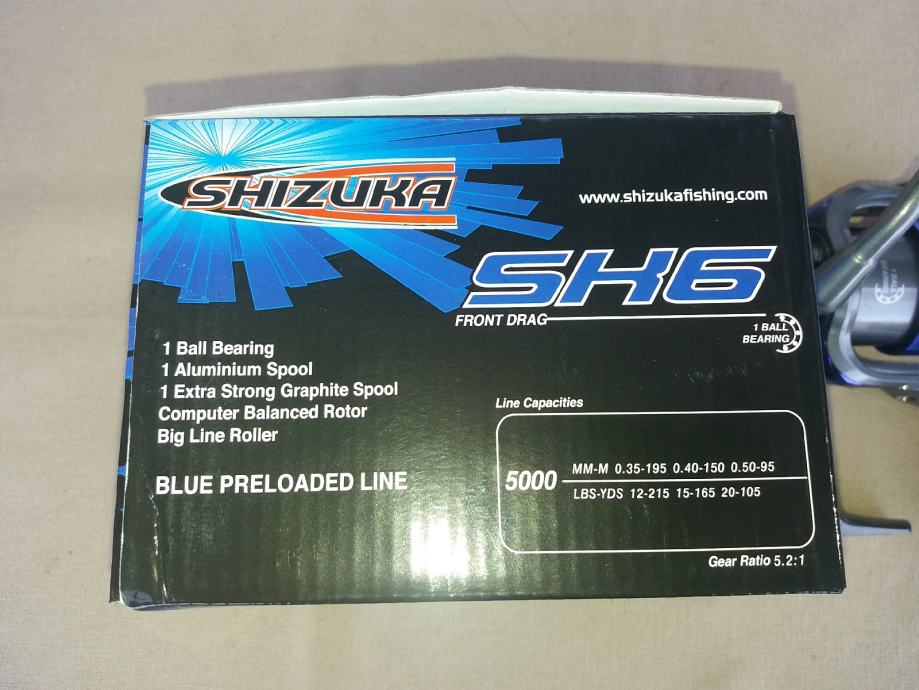 SHIZUKA
www.shizukafishing.com
SK6
FRONT DRAG
1 BALL
BEARING
1 Ball Bearing
1 Aluminium Spool
1 Extra Strong Graphite Spool
Computer Balanced Rotor
Big Line Roller
BLUE PRELOADED LINE
Line Capacities
5000
MM-M 0.35-195 0.40-150 0.50-95
LBS-YDS 12-215 15-165 20-105
Gear Ratio 5.2:1